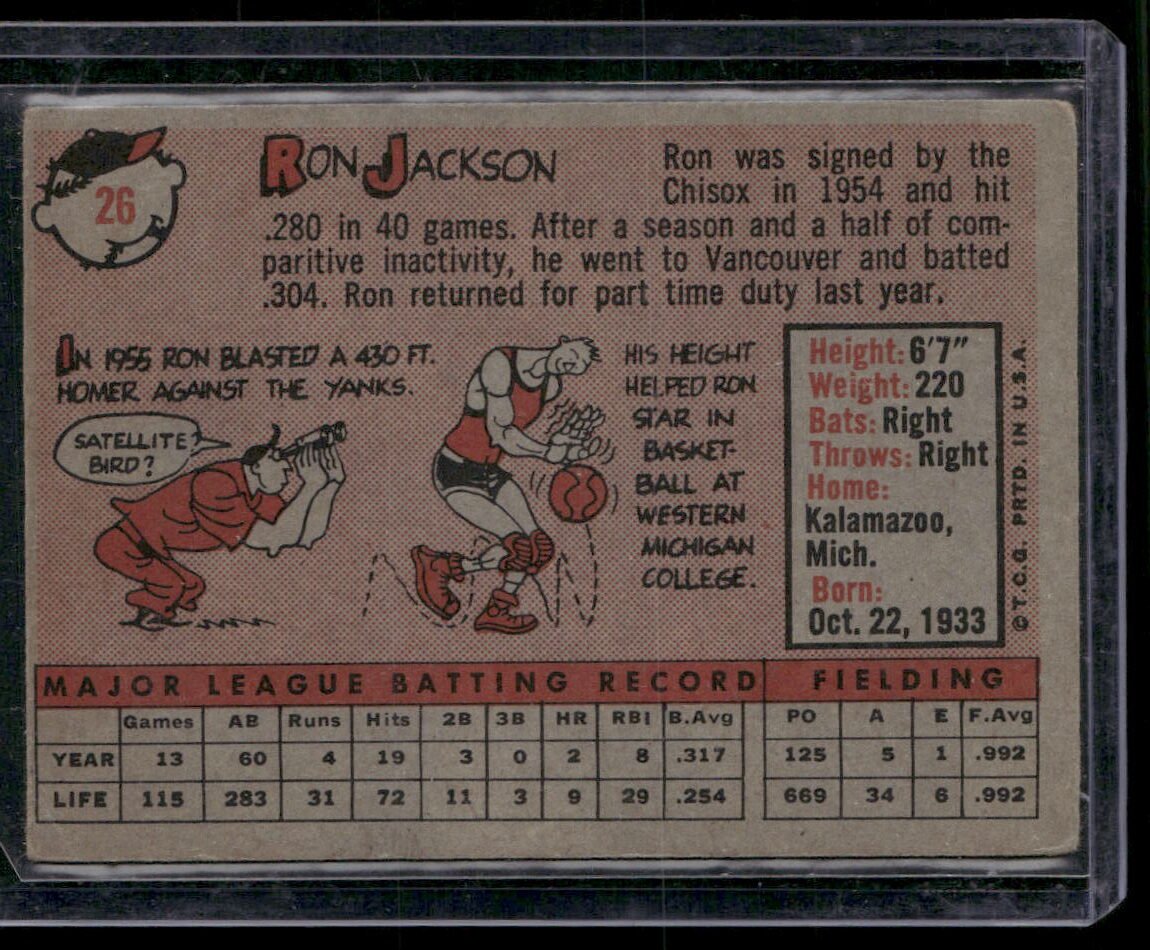 26
RON JACKSON
Ron was signed by the
Chisox in 1954 and hit
.280 in 40 games. After a season and a half of com-
paritive inactivity, he went to Vancouver and batted
.304. Ron returned for part time duty last year.
IN 1955 RON BLASTED A 430 FT.
HOMER AGAINST THE YANKS.
SATELLITE?
BIRD?
HIS HEIGHT
HELPED RON
STAR IN
BASKET-
BALL AT
WESTERN
MICHIGAN
COLLEGE.
Height: 6'7"
Weight: 220
Bats: Right
Throws: Right
Home:
Kalamazoo,
Mich.
Born:
Oct. 22, 1933
©T.C.G. PRTD. IN U.S.A.
MAJOR LEAGUE BATTING RECORD FIELDING
Games AB Runs Hits 2B 3B HR RBI B.Avg PO A E F.Avg
YEAR 13 60 4 19 3 0 2 8 .317 125 5 1 .992
LIFE 115 283 31 72 11 3 9 29 .254 669 34 6 .992